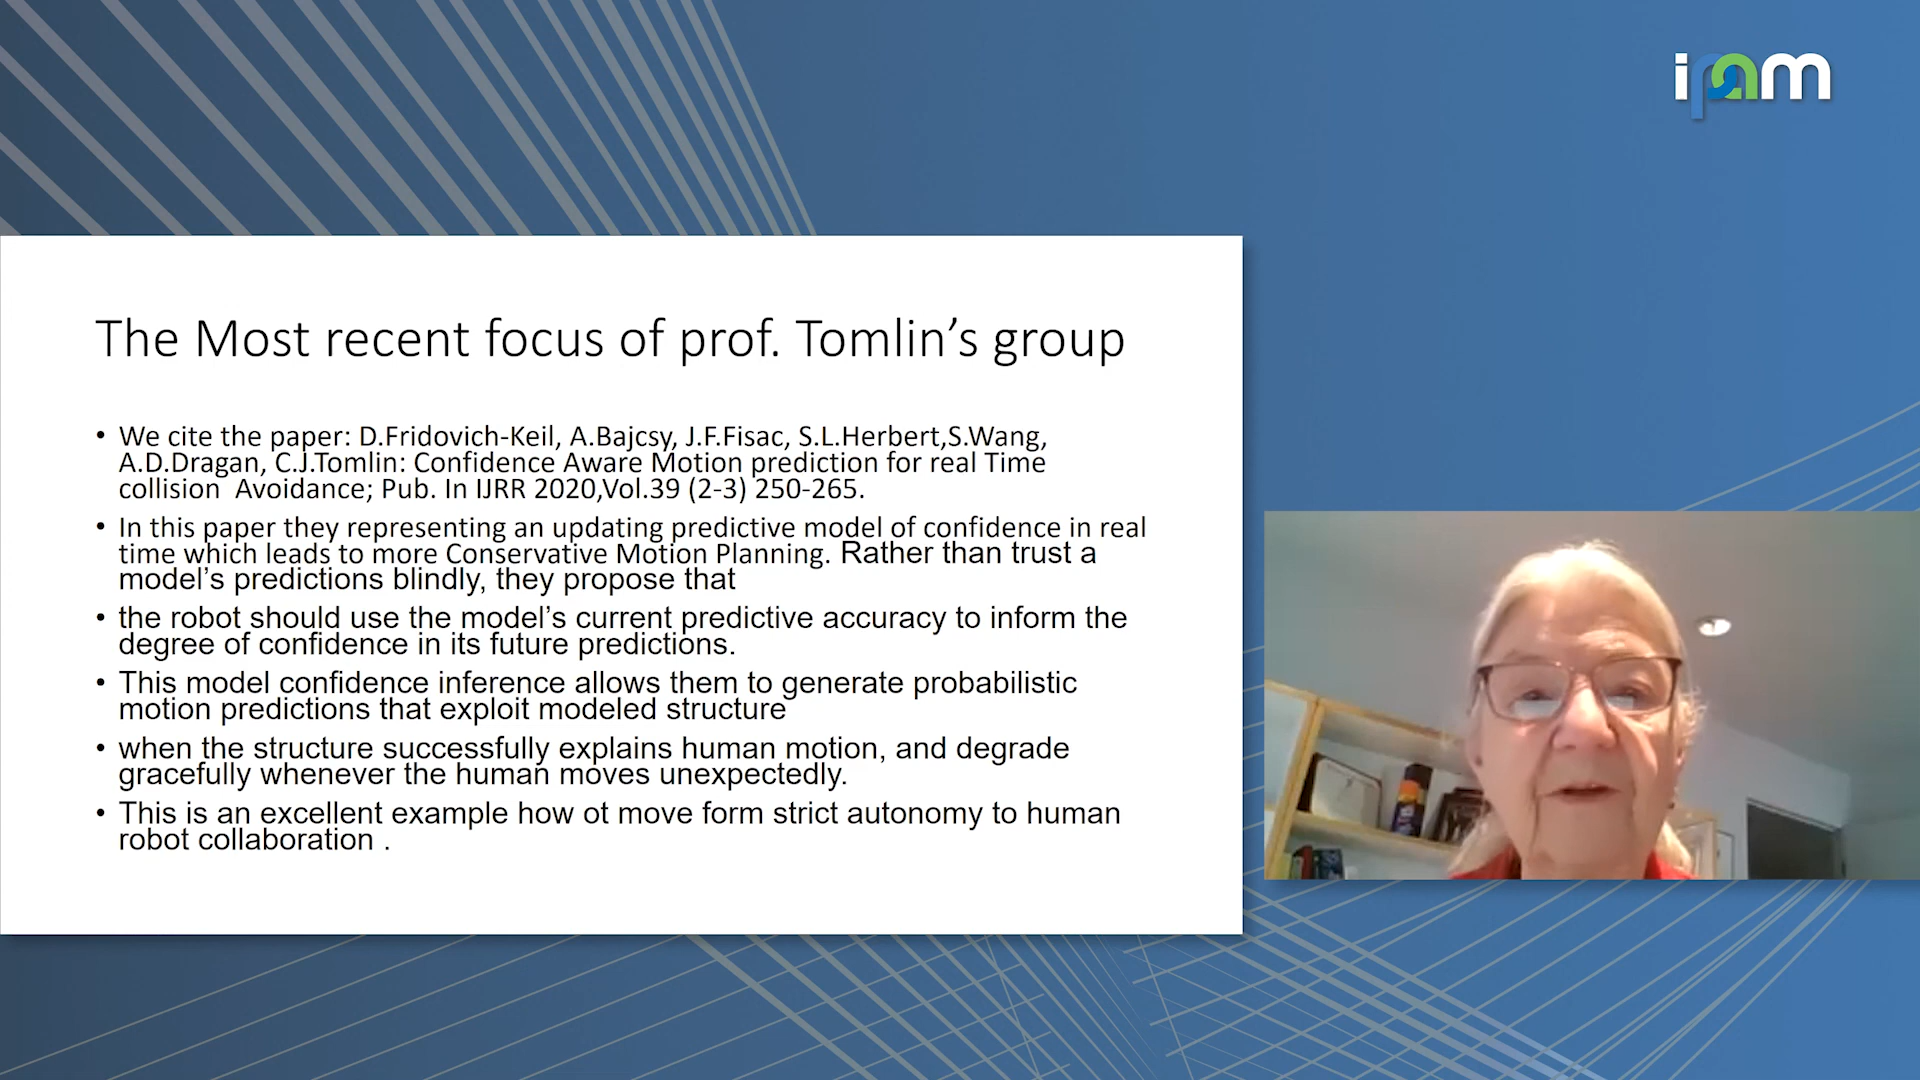 ipam
The Most recent focus of prof. Tomlin’s group
• We cite the paper: D.Fridovich-Keil, A.Bajcsy, J.F.Fisac, S.L.Herbert,S.Wang,
A.D.Dragan, C.J.Tomlin: Confidence Aware Motion prediction for real Time
collision Avoidance; Pub. In IJRR 2020,Vol.39 (2-3) 250-265.
• In this paper they representing an updating predictive model of confidence in real
time which leads to more Conservative Motion Planning. Rather than trust a
model’s predictions blindly, they propose that
• the robot should use the model’s current predictive accuracy to inform the
degree of confidence in its future predictions.
• This model confidence inference allows them to generate probabilistic
motion predictions that exploit modeled structure
• when the structure successfully explains human motion, and degrade
gracefully whenever the human moves unexpectedly.
• This is an excellent example how ot move form strict autonomy to human
robot collaboration .